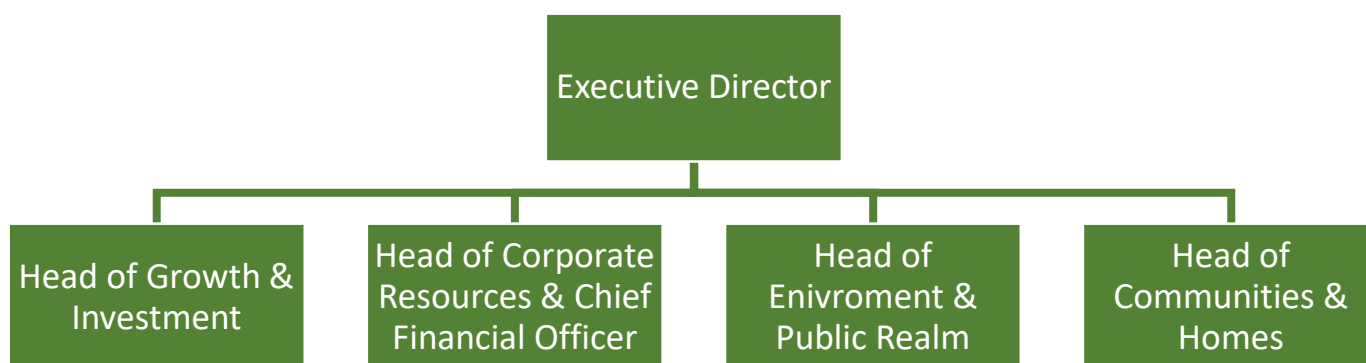 Executive Director
Head of Growth &
Investment
Head of Corporate
Resources & Chief
Financial Officer
Head of
Enivroment &
Public Realm
Head of
Communities &
Homes